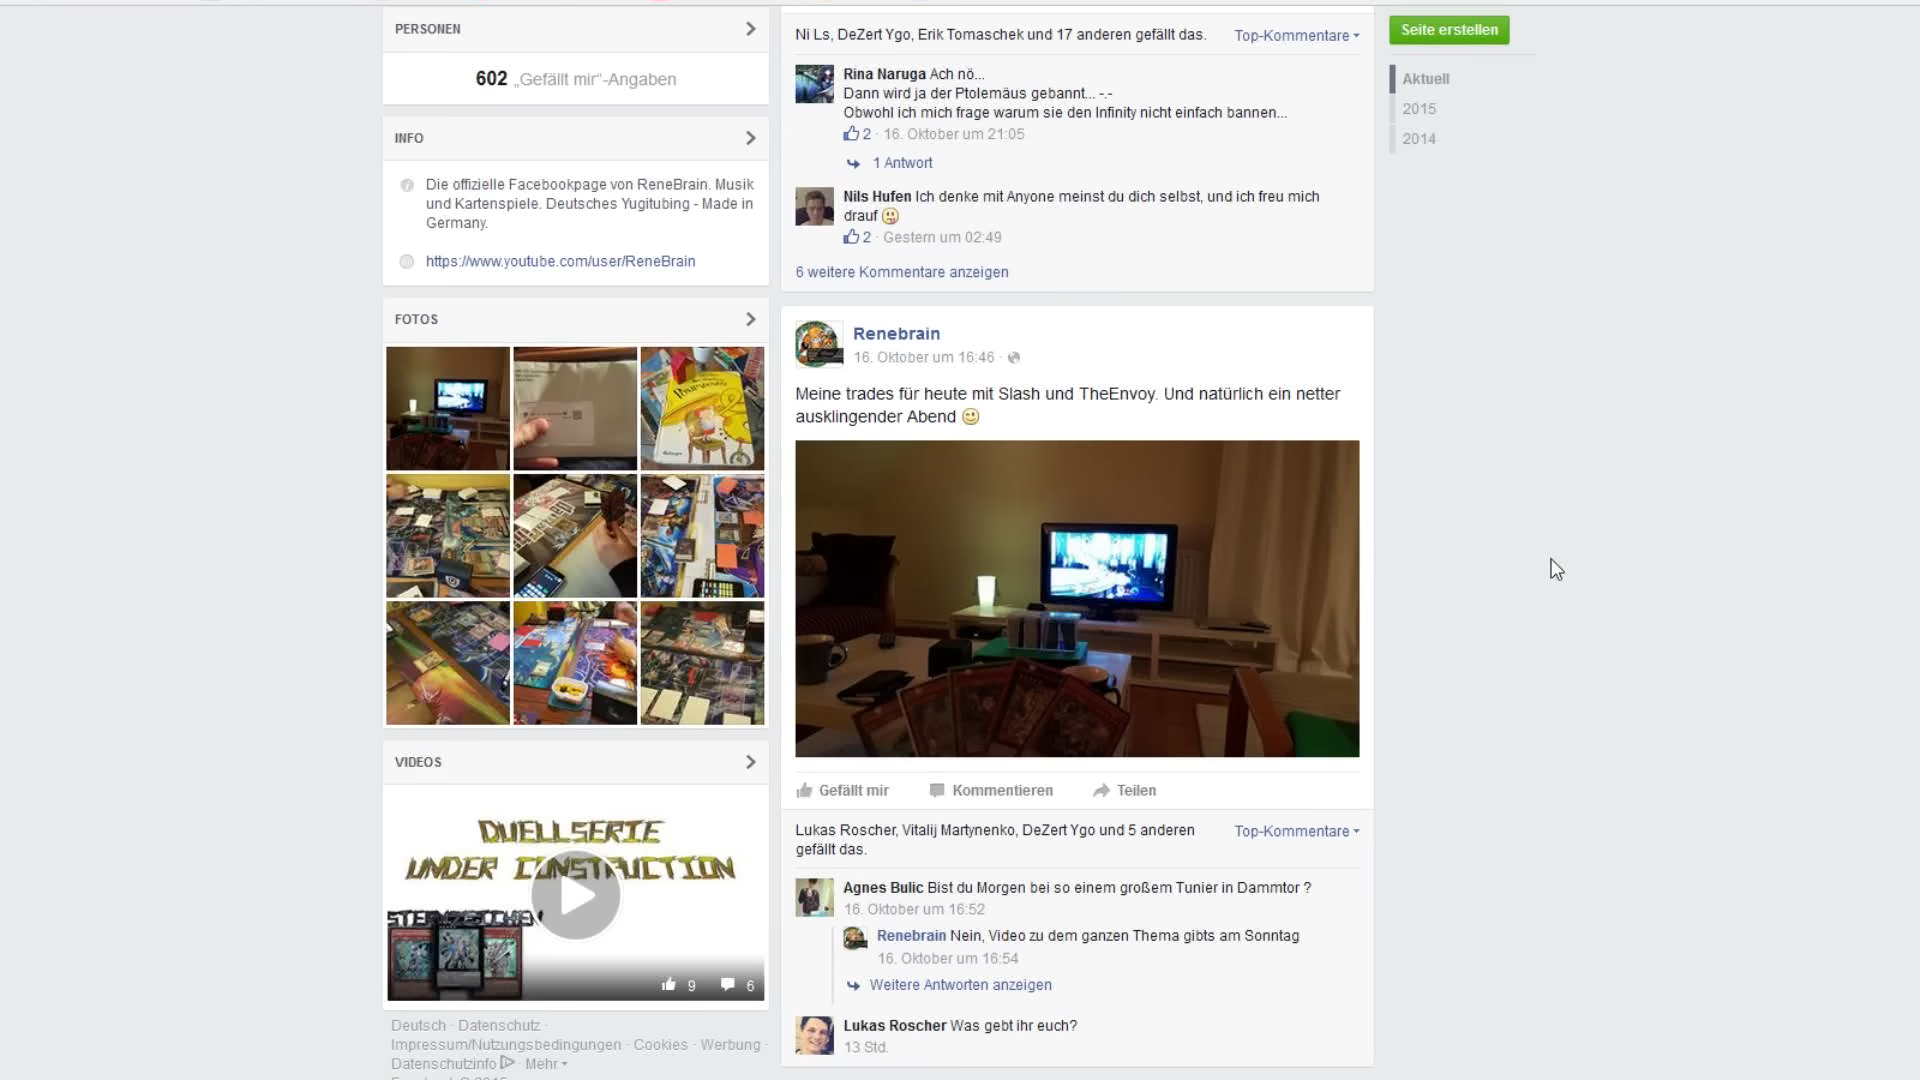 PERSONEN
602 „Gefällt mir“-Angaben
INFO
Die offizielle Facebookpage von ReneBrain. Musik
und Kartenspiele. Deutsches Yugitubing - Made in
Germany.
https://www.youtube.com/user/ReneBrain
FOTOS
VIDEOS
DUELLSERIE
UNDER CONSTRUCTION
STERNZEICHEN
9 6
Deutsch · Datenschutz ·
Impressum/Nutzungsbedingungen · Cookies · Werbung ·
Datenschutzinfo · Mehr
Ni Ls, DeZert Ygo, Erik Tomaschek und 17 anderen gefällt das.
Top-Kommentare
Rina Naruga Ach nö...
Dann wird ja der Ptolemäus gebannt... -.-
Obwohl ich mich frage warum sie den Infinity nicht einfach bannen...
2 · 16. Oktober um 21:05
1 Antwort
Nils Hufen Ich denke mit Anyone meinst du dich selbst, und ich freu mich
drauf
2 · Gestern um 02:49
6 weitere Kommentare anzeigen
Renebrain
16. Oktober um 16:46 ·
Meine trades für heute mit Slash und TheEnvoy. Und natürlich ein netter
ausklingender Abend
Gefällt mir Kommentieren Teilen
Lukas Roscher, Vitalij Martynenko, DeZert Ygo und 5 anderen
gefällt das.
Top-Kommentare
Agnes Bulic Bist du Morgen bei so einem großem Tunier in Dammtor ?
16. Oktober um 16:52
Renebrain Nein, Video zu dem ganzen Thema gibts am Sonntag
16. Oktober um 16:54
Weitere Antworten anzeigen
Lukas Roscher Was gebt ihr euch?
13 Std.
Seite erstellen
Aktuell
2015
2014